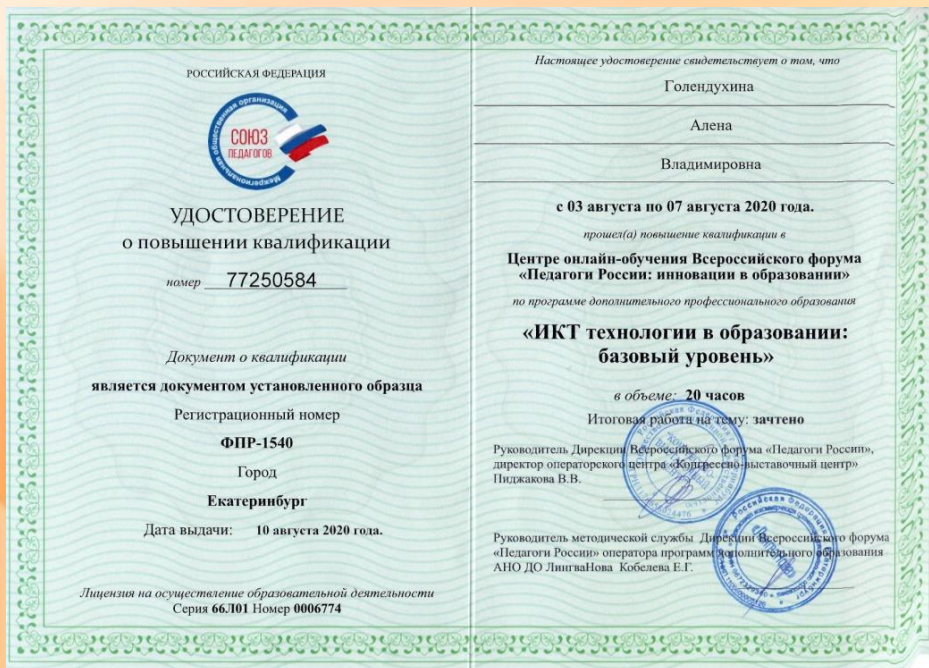 РОССИЙСКАЯ ФЕДЕРАЦИЯ
Межрегиональная общественная организация
СОЮЗ
ПЕДАГОГОВ
УДОСТОВЕРЕНИЕ
о повышении квалификации
номер 77250584
Документ о квалификации
является документом установленного образца
Регистрационный номер
ФПР-1540
Город
Екатеринбург
Дата выдачи: 10 августа 2020 года.
Лицензия на осуществление образовательной деятельности
Серия 66Л01 Номер 0006774
Настоящее удостоверение свидетельствует о том, что
Голендухина
Алена
Владимировна
с 03 августа по 07 августа 2020 года.
прошел(а) повышение квалификации в
Центре онлайн-обучения Всероссийского форума
«Педагоги России: инновации в образовании»
по программе дополнительного профессионального образования
«ИКТ технологии в образовании:
базовый уровень»
в объеме: 20 часов
Итоговая работа на тему: зачтено
Руководитель Дирекции Всероссийского форума «Педагоги России»,
директор операторского центра «Конгрессно-выставочный центр»
Пиджакова В.В.
Руководитель методической службы Дирекции Всероссийского форума
«Педагоги России» оператора программ дополнительного образования
АНО ДО ЛингваНова Кобелева Е.Г.
Российская Федерация